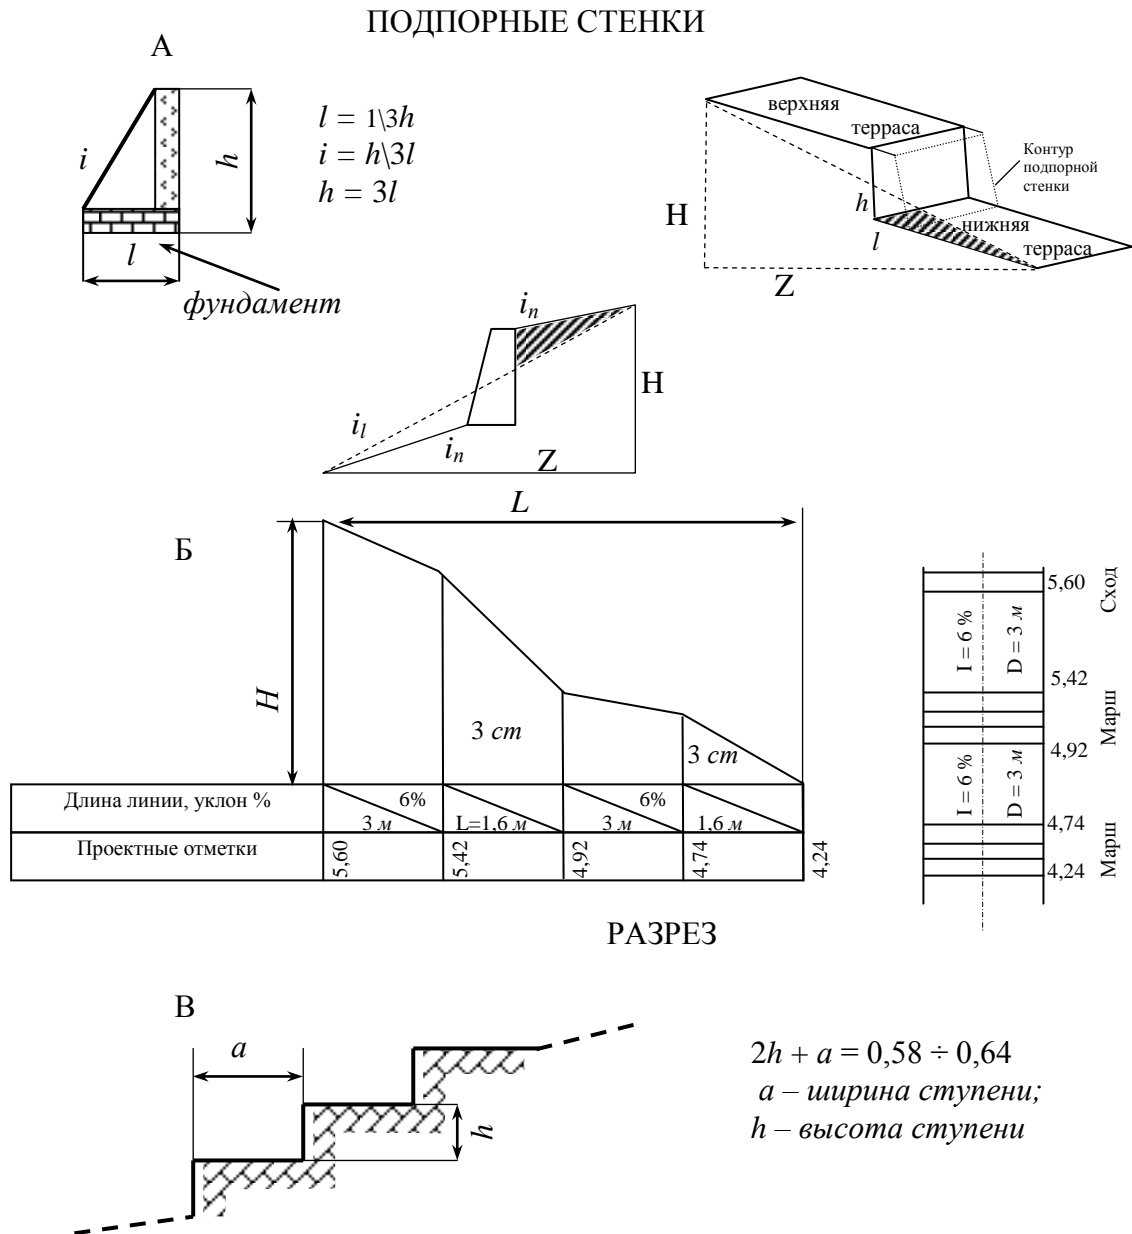 ПОДПОРНЫЕ СТЕНКИ
А
i
h
l
фундамент
l = 1\3h
i = h\3l
h = 3l
верхняя
терраса
Контур
подпорной
стенки
H
h
l
нижняя
терраса
Z
i_n
H
i_l
i_n
Z
Б
L
H
3 ст
3 ст
Длина линии, уклон %
6%
3 м
L=1,6 м
6%
3 м
1,6 м
Проектные отметки
5,60
5,42
4,92
4,74
4,24
5,60
Сход
I = 6 %
D = 3 м
5,42
Марш
4,92
I = 6 %
D = 3 м
4,74
Марш
4,24
РАЗРЕЗ
В
a
h
2h + a = 0,58 ÷ 0,64
a – ширина ступени;
h – высота ступени